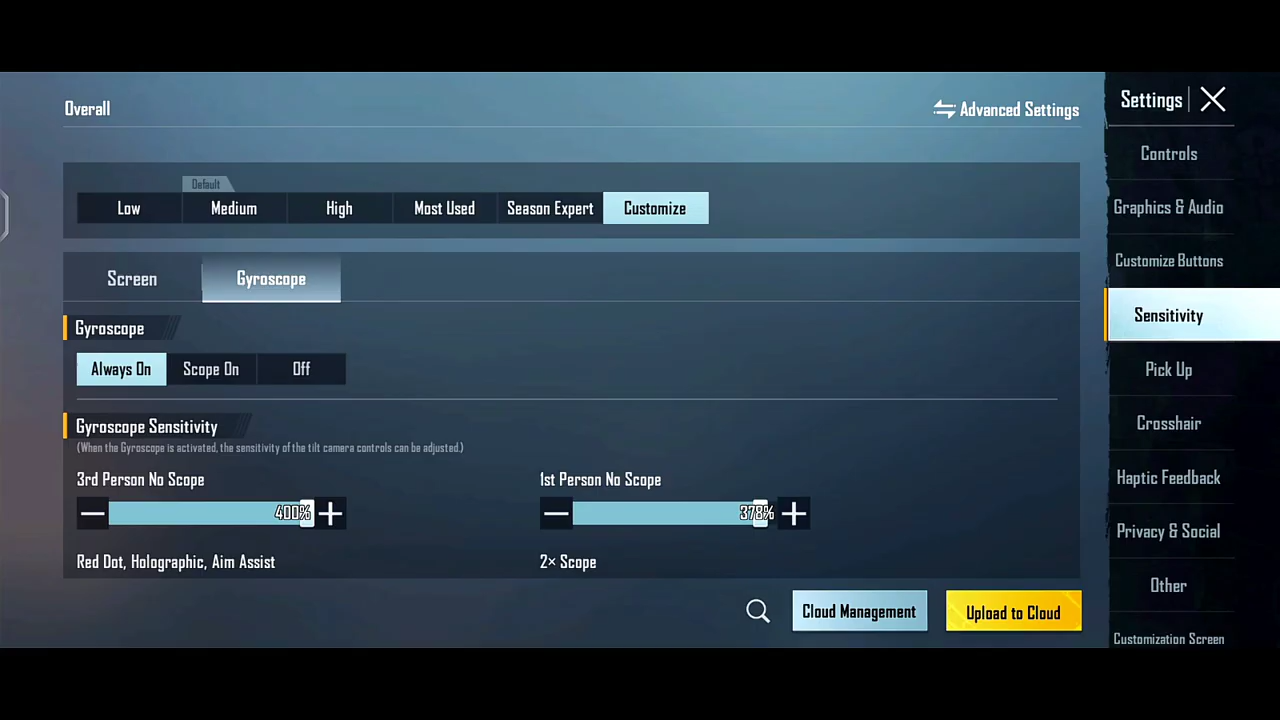 Overall
Advanced Settings
Settings
Default
Low
Medium
High
Most Used
Season Expert
Customize
Screen
Gyroscope
Gyroscope
Always On
Scope On
Off
Gyroscope Sensitivity
(When the Gyroscope is activated, the sensitivity of the tilt camera controls can be adjusted.)
3rd Person No Scope
1st Person No Scope
400%
378%
Red Dot, Holographic, Aim Assist
2× Scope
Cloud Management
Upload to Cloud
Controls
Graphics & Audio
Customize Buttons
Sensitivity
Pick Up
Crosshair
Haptic Feedback
Privacy & Social
Other
Customization Screen